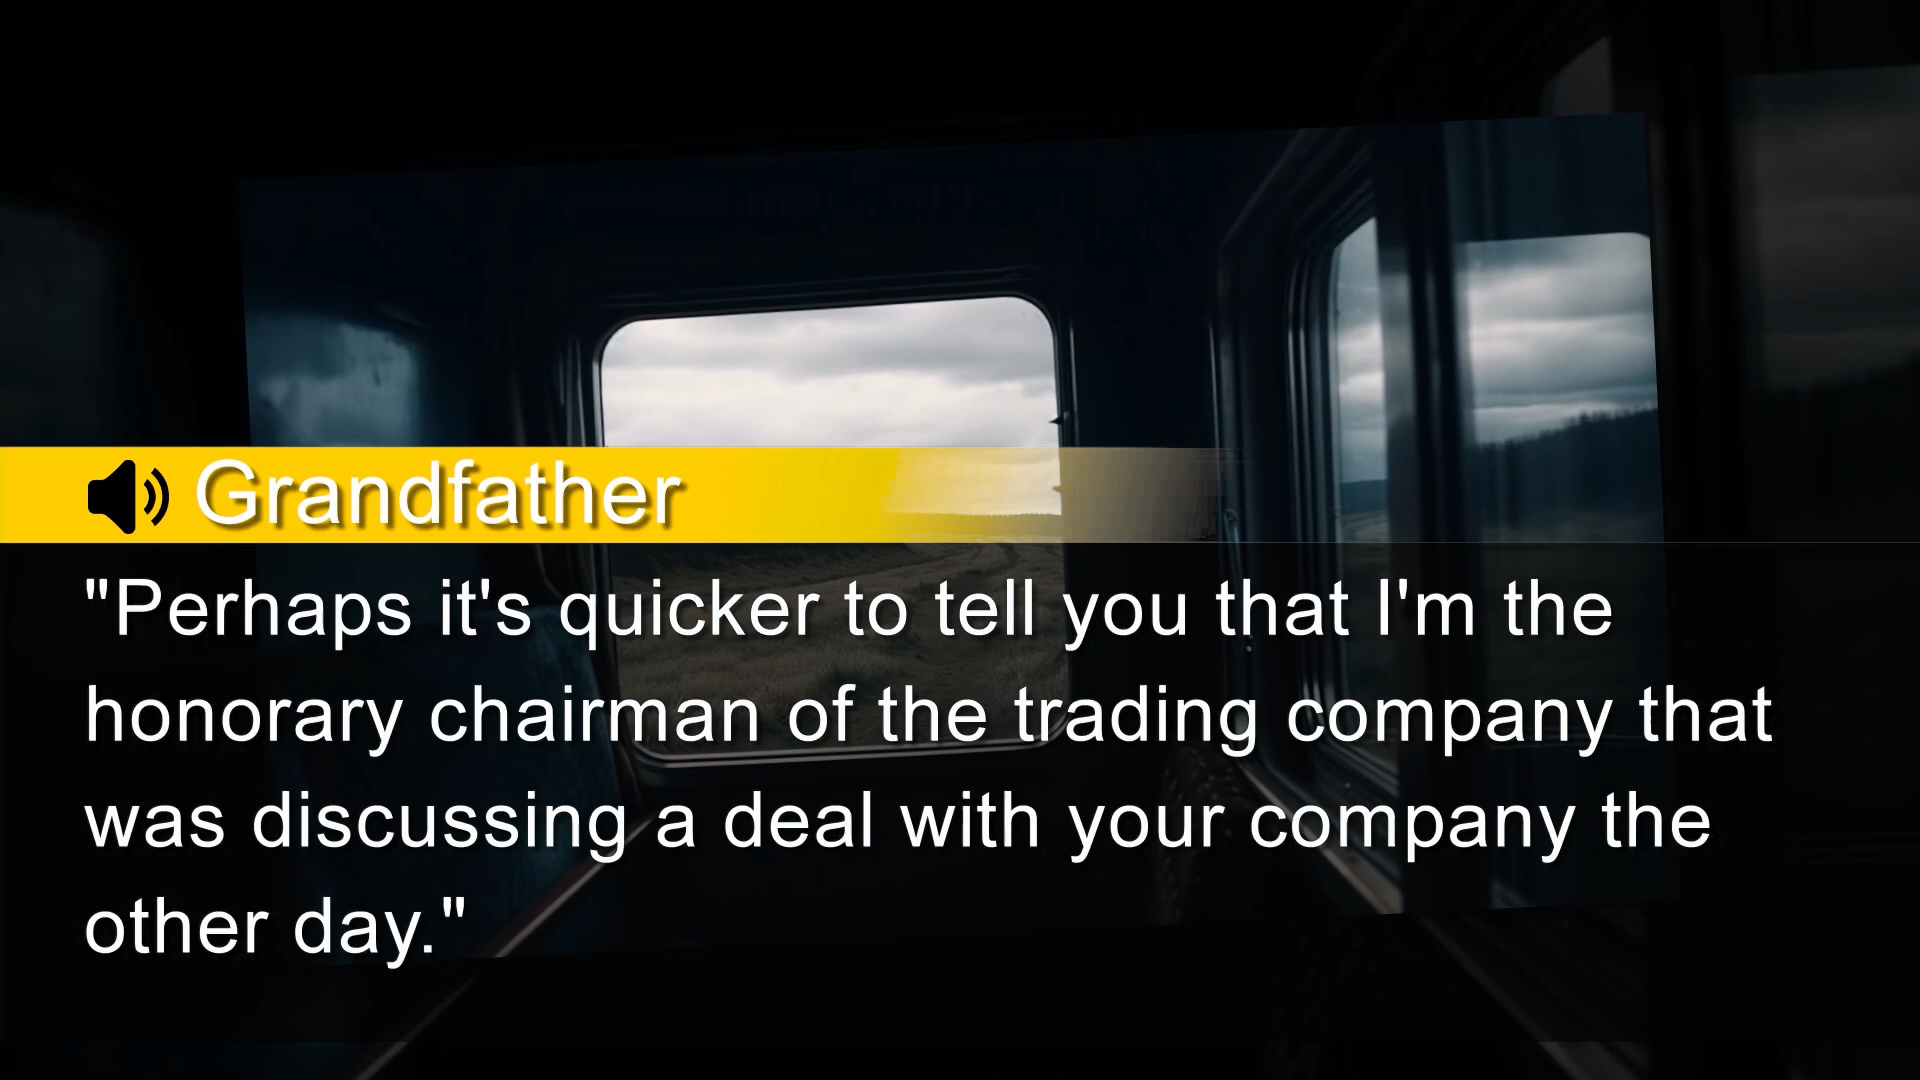 Grandfather
"Perhaps it's quicker to tell you that I'm the
honorary chairman of the trading company that
was discussing a deal with your company the
other day."